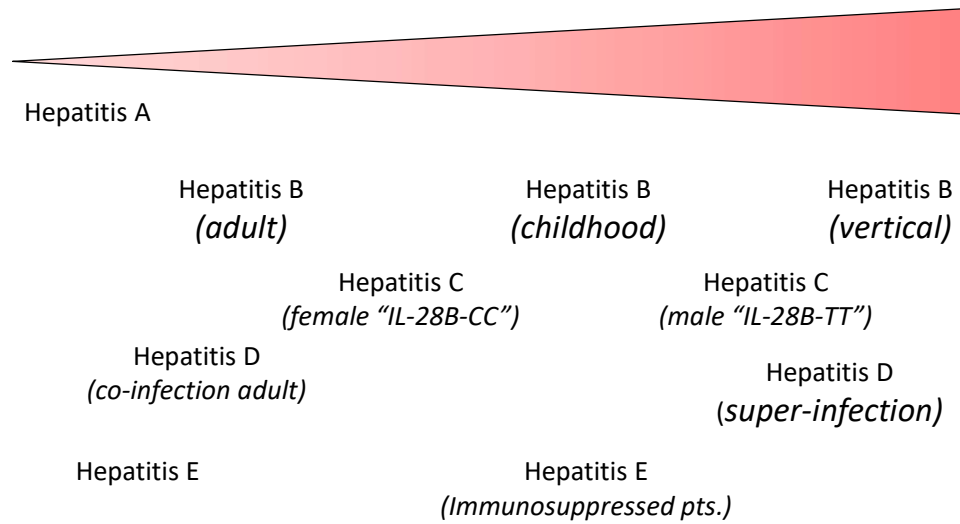 Hepatitis A
Hepatitis B
(adult)
Hepatitis B
(childhood)
Hepatitis B
(vertical)
Hepatitis C
(female “IL-28B-CC”)
Hepatitis C
(male “IL-28B-TT”)
Hepatitis D
(co-infection adult)
Hepatitis D
(super-infection)
Hepatitis E
Hepatitis E
(Immunosuppressed pts.)